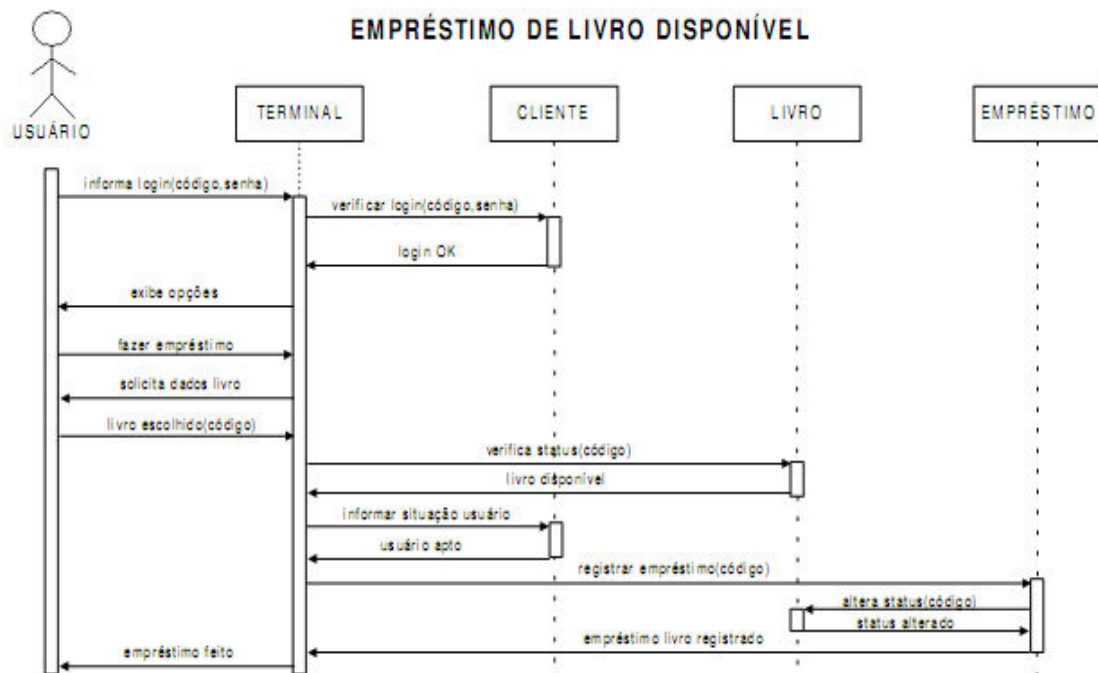 EMPRÉSTIMO DE LIVRO DISPONÍVEL
USUÁRIO
TERMINAL
CLIENTE
LIVRO
EMPRÉSTIMO
informa login(código,senha)
verificar login(código,senha)
login OK
exibe opções
fazer empréstimo
solicita dados livro
livro escolhido(código)
verifica status(código)
livro disponível
informar situação usuário
usuário apto
registrar empréstimo(código)
altera status(código)
status alterado
empréstimo livro registrado
empréstimo feito